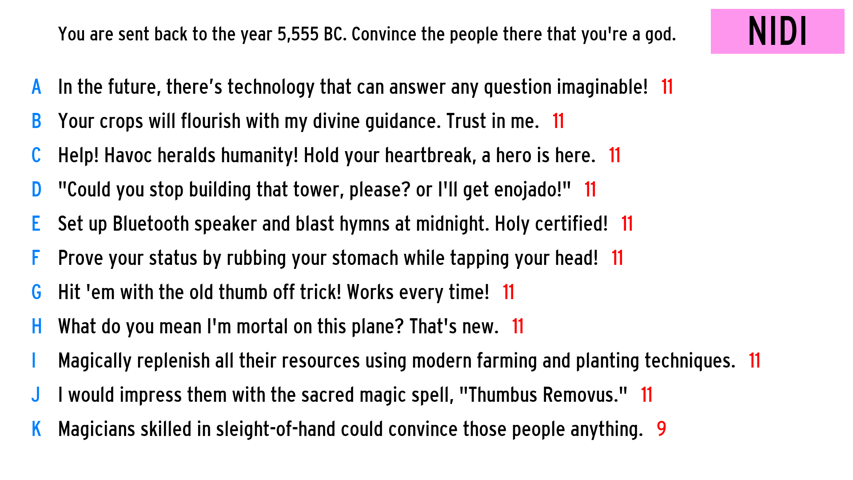 You are sent back to the year 5,555 BC. Convince the people there that you're a god.
NIDI
A In the future, there's technology that can answer any question imaginable! 11
B Your crops will flourish with my divine guidance. Trust in me. 11
C Help! Havoc heralds humanity! Hold your heartbreak, a hero is here. 11
D "Could you stop building that tower, please? or I'll get enojado!" 11
E Set up Bluetooth speaker and blast hymns at midnight. Holy certified! 11
F Prove your status by rubbing your stomach while tapping your head! 11
G Hit 'em with the old thumb off trick! Works every time! 11
H What do you mean I'm mortal on this plane? That's new. 11
I Magically replenish all their resources using modern farming and planting techniques. 11
J I would impress them with the sacred magic spell, "Thumbus Removus." 11
K Magicians skilled in sleight-of-hand could convince those people anything. 9